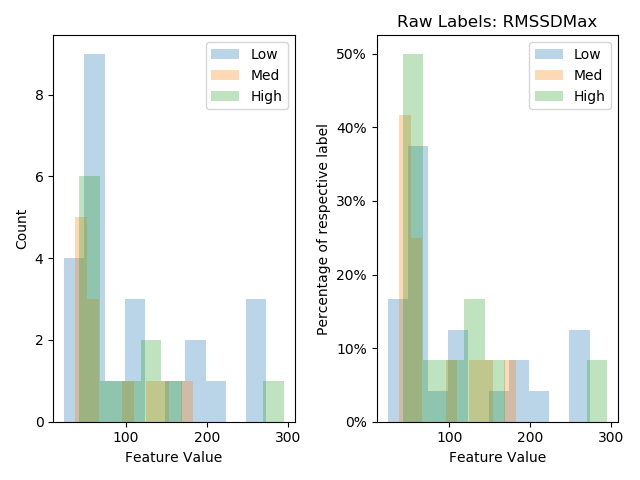 Raw Labels: RMSSDMax
Low
Med
High
8
6
4
2
0
Count
100
200
300
Feature Value
Low
Med
High
50%
40%
30%
20%
10%
0%
Percentage of respective label
100
200
300
Feature Value